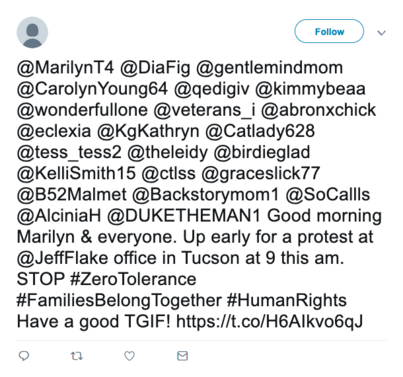 Follow
@MarilynT4 @DiaFig @gentlemindmom
@CarolynYoung64 @qedigiv @kimmybeaa
@wonderfullone @veterans_i @abronxchick
@eclexia @KgKathryn @Catlady628
@tess_tess2 @theleidy @birdieglad
@KelliSmith15 @ctlss @graceslick77
@B52Malmet @Backstorymom1 @SoCallls
@AlciniaH @DUKETHEMAN1 Good morning
Marilyn & everyone. Up early for a protest at
@JeffFlake office in Tucson at 9 this am.
STOP #ZeroTolerance
#FamiliesBelongTogether #HumanRights
Have a good TGIF! https://t.co/H6AIkvo6qJ